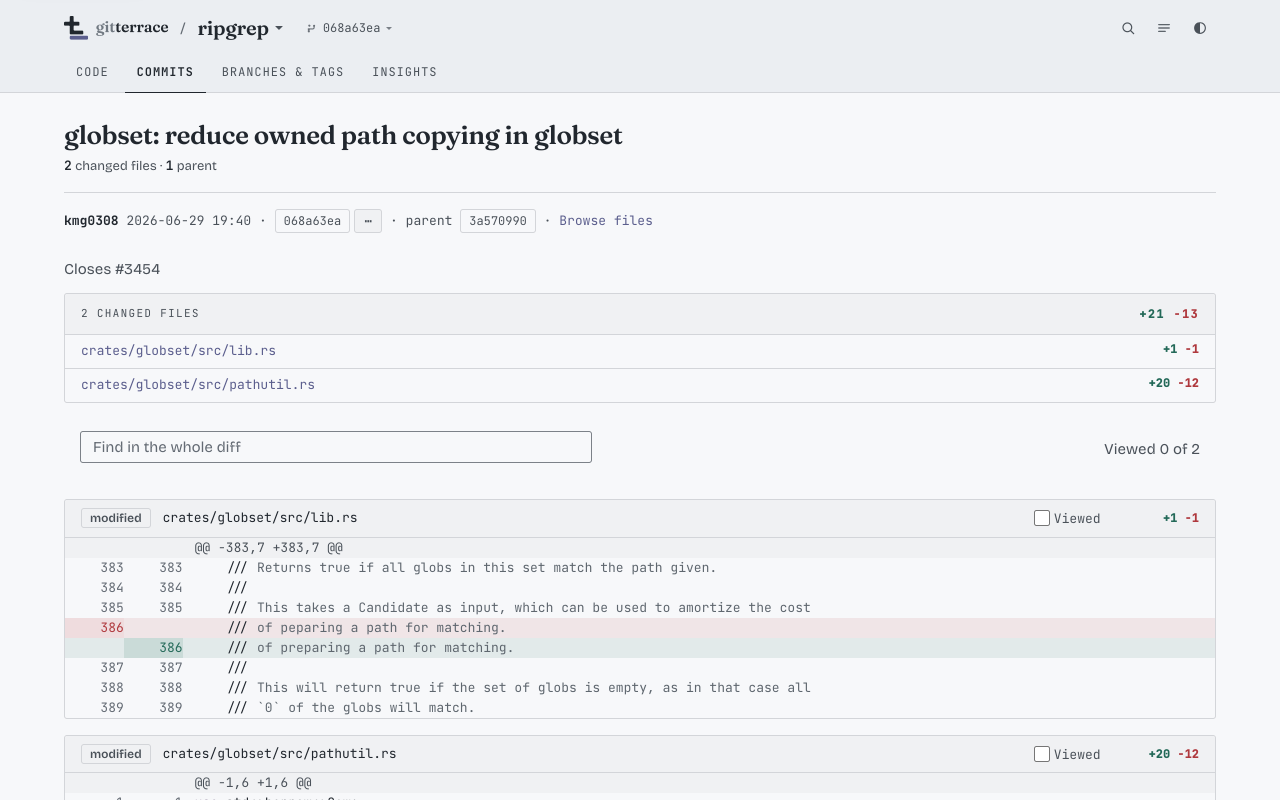 gitterrace / ripgrep 068a63ea
CODE COMMITS BRANCHES & TAGS INSIGHTS
globset: reduce owned path copying in globset
2 changed files · 1 parent
kmg0308 2026-06-29 19:40 · 068a63ea ⋯ · parent 3a570990 · Browse files
Closes #3454
2 CHANGED FILES +21 -13
crates/globset/src/lib.rs +1 -1
crates/globset/src/pathutil.rs +20 -12
Find in the whole diff Viewed 0 of 2
modified crates/globset/src/lib.rs Viewed +1 -1
@@ -383,7 +383,7 @@
383 383 /// Returns true if all globs in this set match the path given.
384 384 ///
385 385 /// This takes a Candidate as input, which can be used to amortize the cost
386 /// of peparing a path for matching.
386 /// of preparing a path for matching.
387 387 ///
388 388 /// This will return true if the set of globs is empty, as in that case all
389 389 /// `0` of the globs will match.
modified crates/globset/src/pathutil.rs Viewed +20 -12
@@ -1,6 +1,6 @@